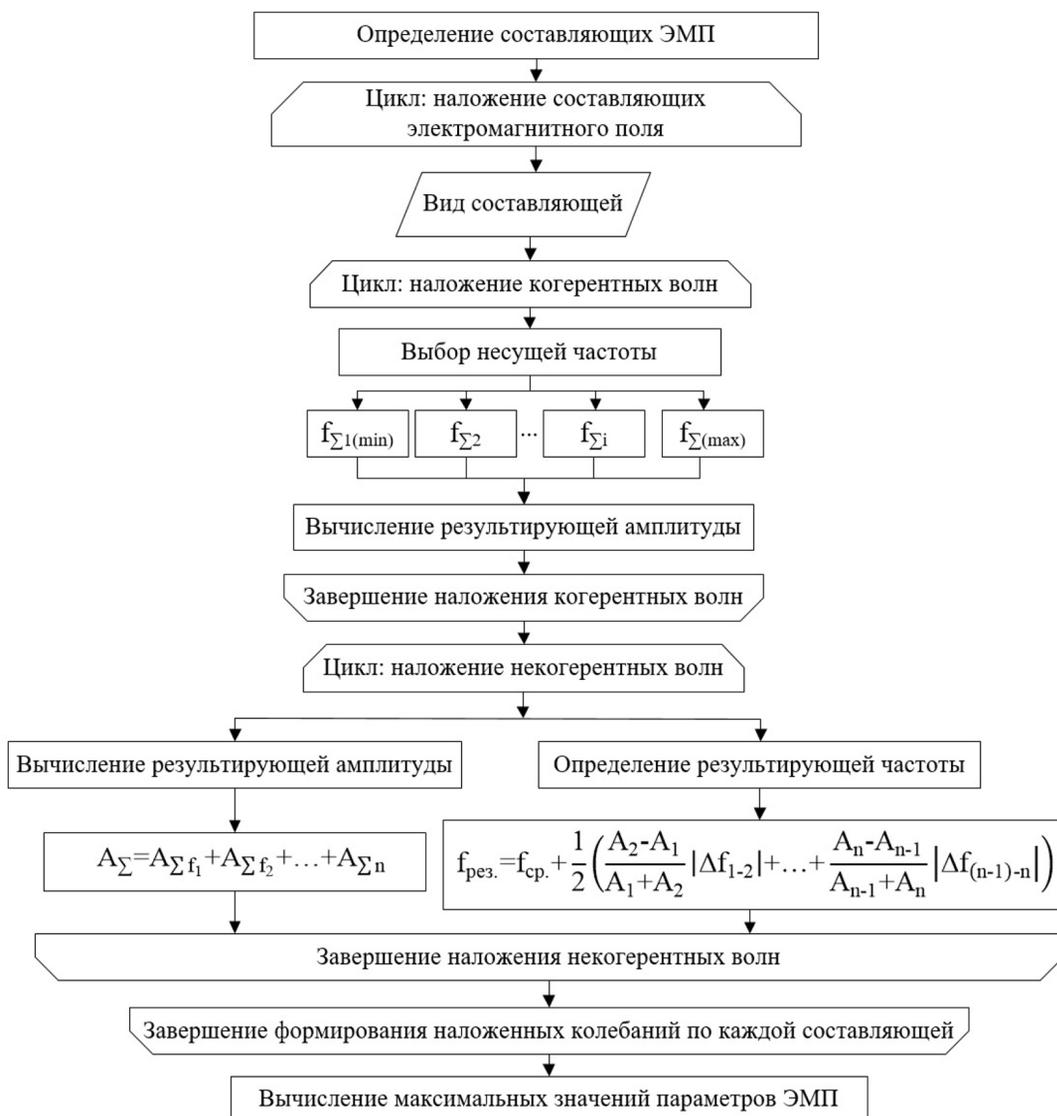 Определение составляющих ЭМП
Цикл: наложение составляющих
электромагнитного поля
Вид составляющей
Цикл: наложение когерентных волн
Выбор несущей частоты
f∑1(min) f∑2 ... f∑i f∑(max)
Вычисление результирующей амплитуды
Завершение наложения когерентных волн
Цикл: наложение некогерентных волн
Вычисление результирующей амплитуды
Определение результирующей частоты
A∑=A∑f₁+A∑f₂+…+A∑n
fрез.=fср.+1/2((A₂-A₁)/(A₁+A₂)|Δf₁₋₂|+…+(Aₙ-Aₙ₋₁)/(Aₙ₋₁+Aₙ)|Δf₍ₙ₋₁₎₋ₙ|)
Завершение наложения некогерентных волн
Завершение формирования наложенных колебаний по каждой составляющей
Вычисление максимальных значений параметров ЭМП